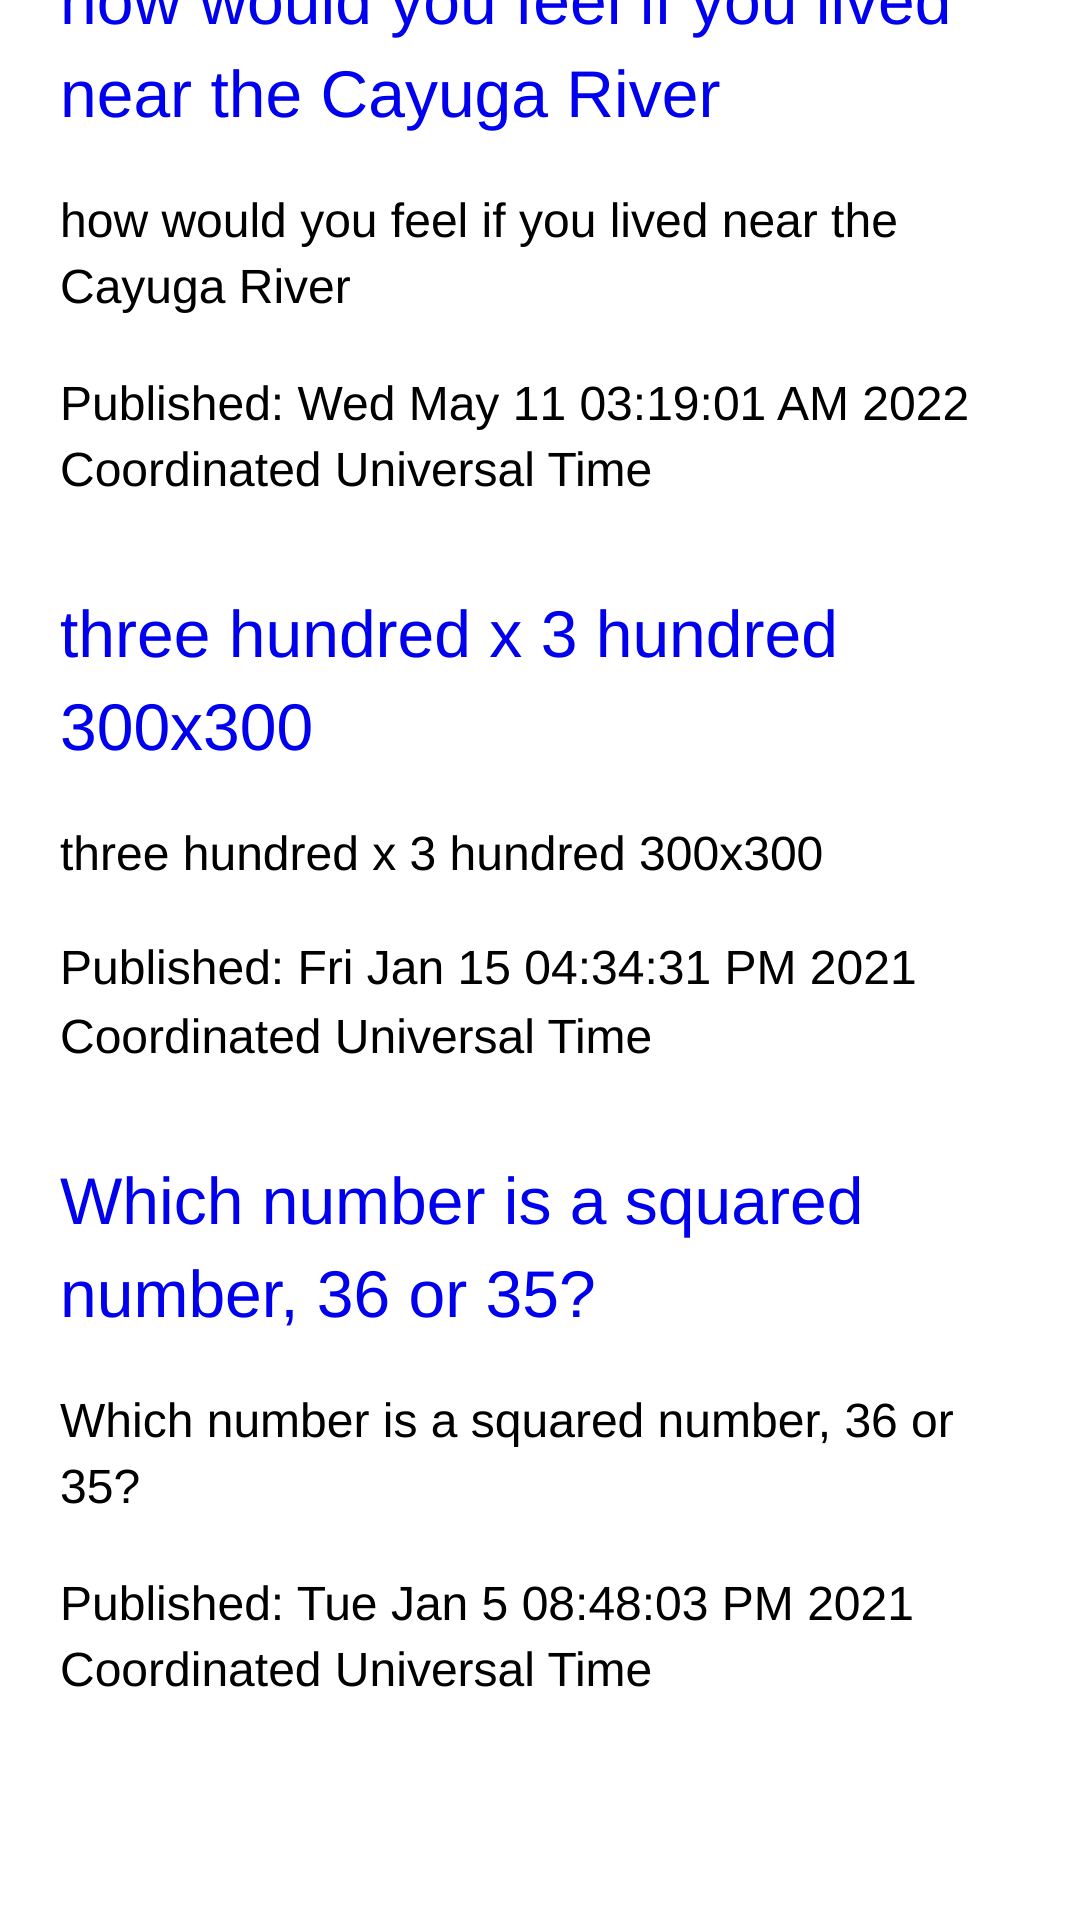 how would you feel if you lived
near the Cayuga River
how would you feel if you lived near the
Cayuga River
Published: Wed May 11 03:19:01 AM 2022
Coordinated Universal Time
three hundred x 3 hundred
300x300
three hundred x 3 hundred 300x300
Published: Fri Jan 15 04:34:31 PM 2021
Coordinated Universal Time
Which number is a squared
number, 36 or 35?
Which number is a squared number, 36 or
35?
Published: Tue Jan 5 08:48:03 PM 2021
Coordinated Universal Time